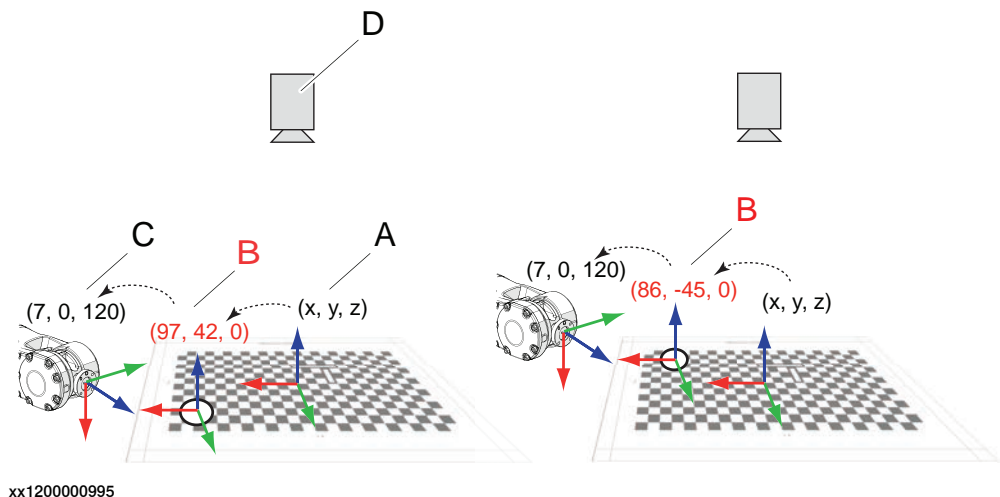 D
C
B
A
(7, 0, 120)
(97, 42, 0)
(x, y, z)
B
(7, 0, 120)
(86, -45, 0)
(x, y, z)
xx1200000995